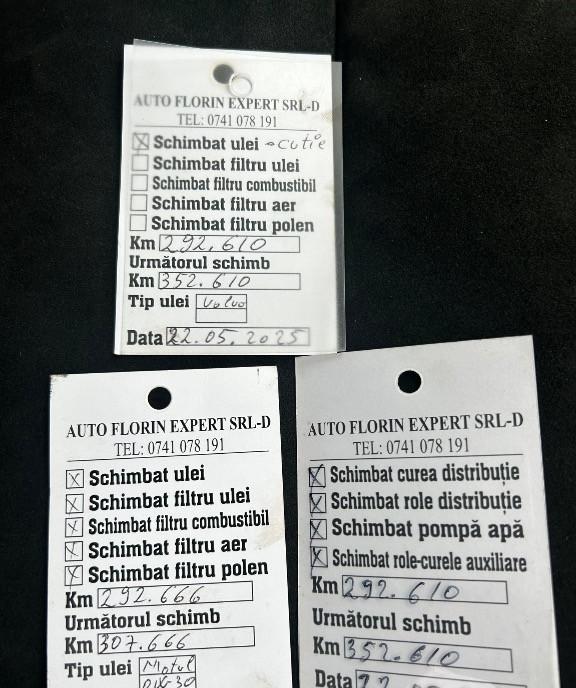 AUTO FLORIN EXPERT SRL-D
TEL: 0741 078 191
Schimbat ulei - cutie
Schimbat filtru ulei
Schimbat filtru combustibil
Schimbat filtru aer
Schimbat filtru polen
Km 292.610
Următorul schimb
Km 352.610
Tip ulei Volvo
Data 22.05.2025
AUTO FLORIN EXPERT SRL-D
TEL: 0741 078 191
Schimbat ulei
Schimbat filtru ulei
Schimbat filtru combustibil
Schimbat filtru aer
Schimbat filtru polen
Km 292.666
Următorul schimb
Km 307.666
Tip ulei Motul
AUTO FLORIN EXPERT SRL-D
TEL: 0741 078 191
Schimbat curea distribuție
Schimbat role distribuție
Schimbat pompă apă
Schimbat role-curele auxiliare
Km 292.610
Următorul schimb
Km 352.610
Data